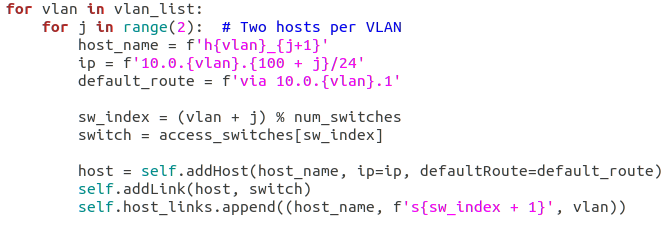 for vlan in vlan_list:
    for j in range(2):  # Two hosts per VLAN
        host_name = f'h{vlan}_{j+1}'
        ip = f'10.0.{vlan}.{100 + j}/24'
        default_route = f'via 10.0.{vlan}.1'

        sw_index = (vlan + j) % num_switches
        switch = access_switches[sw_index]

        host = self.addHost(host_name, ip=ip, defaultRoute=default_route)
        self.addLink(host, switch)
        self.host_links.append((host_name, f's{sw_index + 1}', vlan))